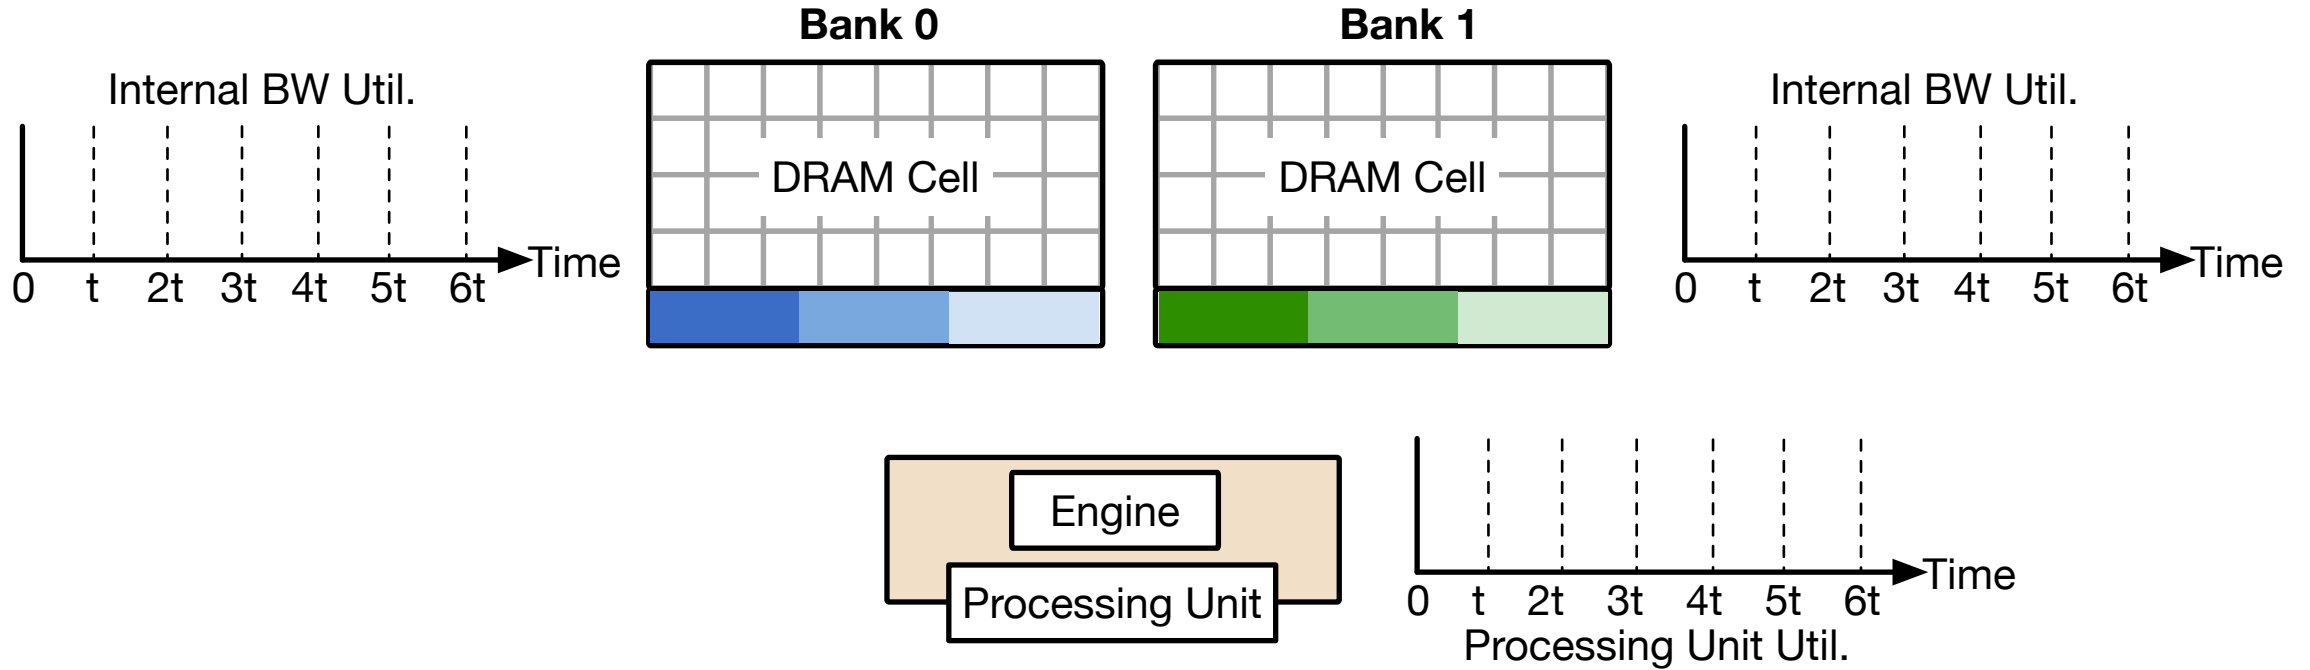 Bank 0
Bank 1
Internal BW Util.
Internal BW Util.
DRAM Cell
DRAM Cell
Time
Time
0 t 2t 3t 4t 5t 6t
0 t 2t 3t 4t 5t 6t
Engine
Processing Unit
Time
0 t 2t 3t 4t 5t 6t
Processing Unit Util.